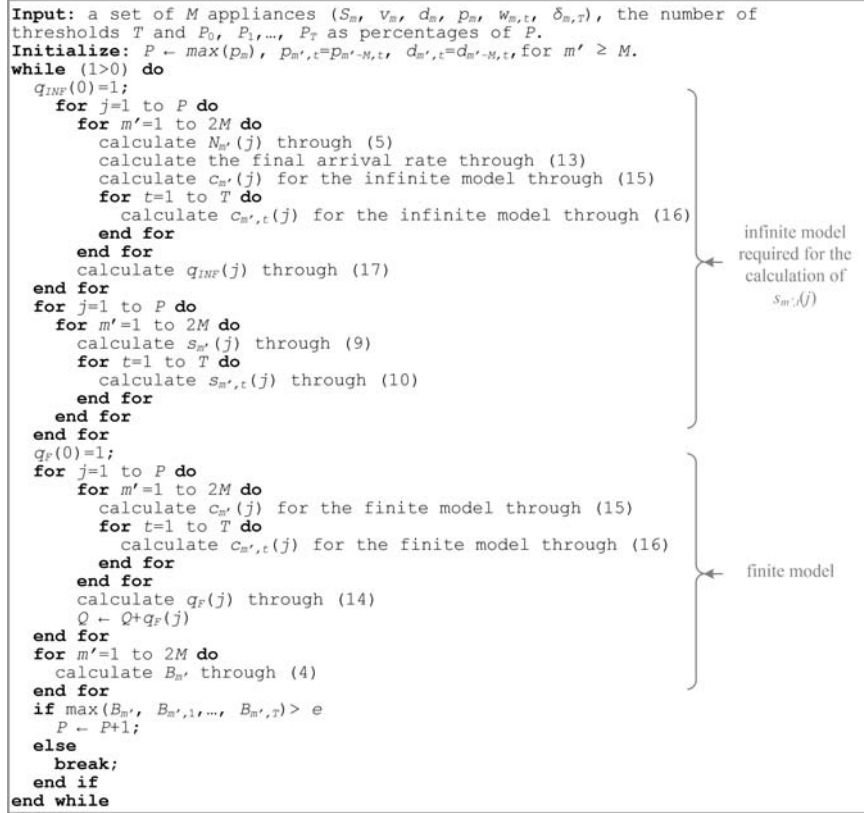 Input: a set of M appliances (Sₘ, vₘ, dₘ, pₘ, wₘ,ₜ, δₘ,T), the number of
thresholds T and P₀, P₁,…, P_T as percentages of P.
Initialize: P ← max(pₘ), pₘ',ₜ=pₘ'₋M,ₜ, dₘ',ₜ=dₘ'₋M,ₜ, for m' ≥ M.
while (1>0) do
q_INF(0)=1;
for j=1 to P do
for m'=1 to 2M do
calculate Nₘ'(j) through (5)
calculate the final arrival rate through (13)
calculate cₘ'(j) for the infinite model through (15)
for t=1 to T do
calculate cₘ',ₜ(j) for the infinite model through (16)
end for
end for
calculate q_INF(j) through (17)
end for
for j=1 to P do
for m'=1 to 2M do
calculate sₘ'(j) through (9)
for t=1 to T do
calculate sₘ',ₜ(j) through (10)
end for
end for
end for
infinite model
required for the
calculation of
q_F(0)=1;
for j=1 to P do
for m'=1 to 2M do
calculate cₘ'(j) for the finite model through (15)
for t=1 to T do
calculate cₘ',ₜ(j) for the finite model through (16)
end for
end for
calculate q_F(j) through (14)
Q ← Q+q_F(j)
end for
for m'=1 to 2M do
calculate Bₘ' through (4)
end for
finite model
if max(Bₘ', Bₘ',₁,…, Bₘ',T)> e
P ← P+1;
else
break;
end if
end while